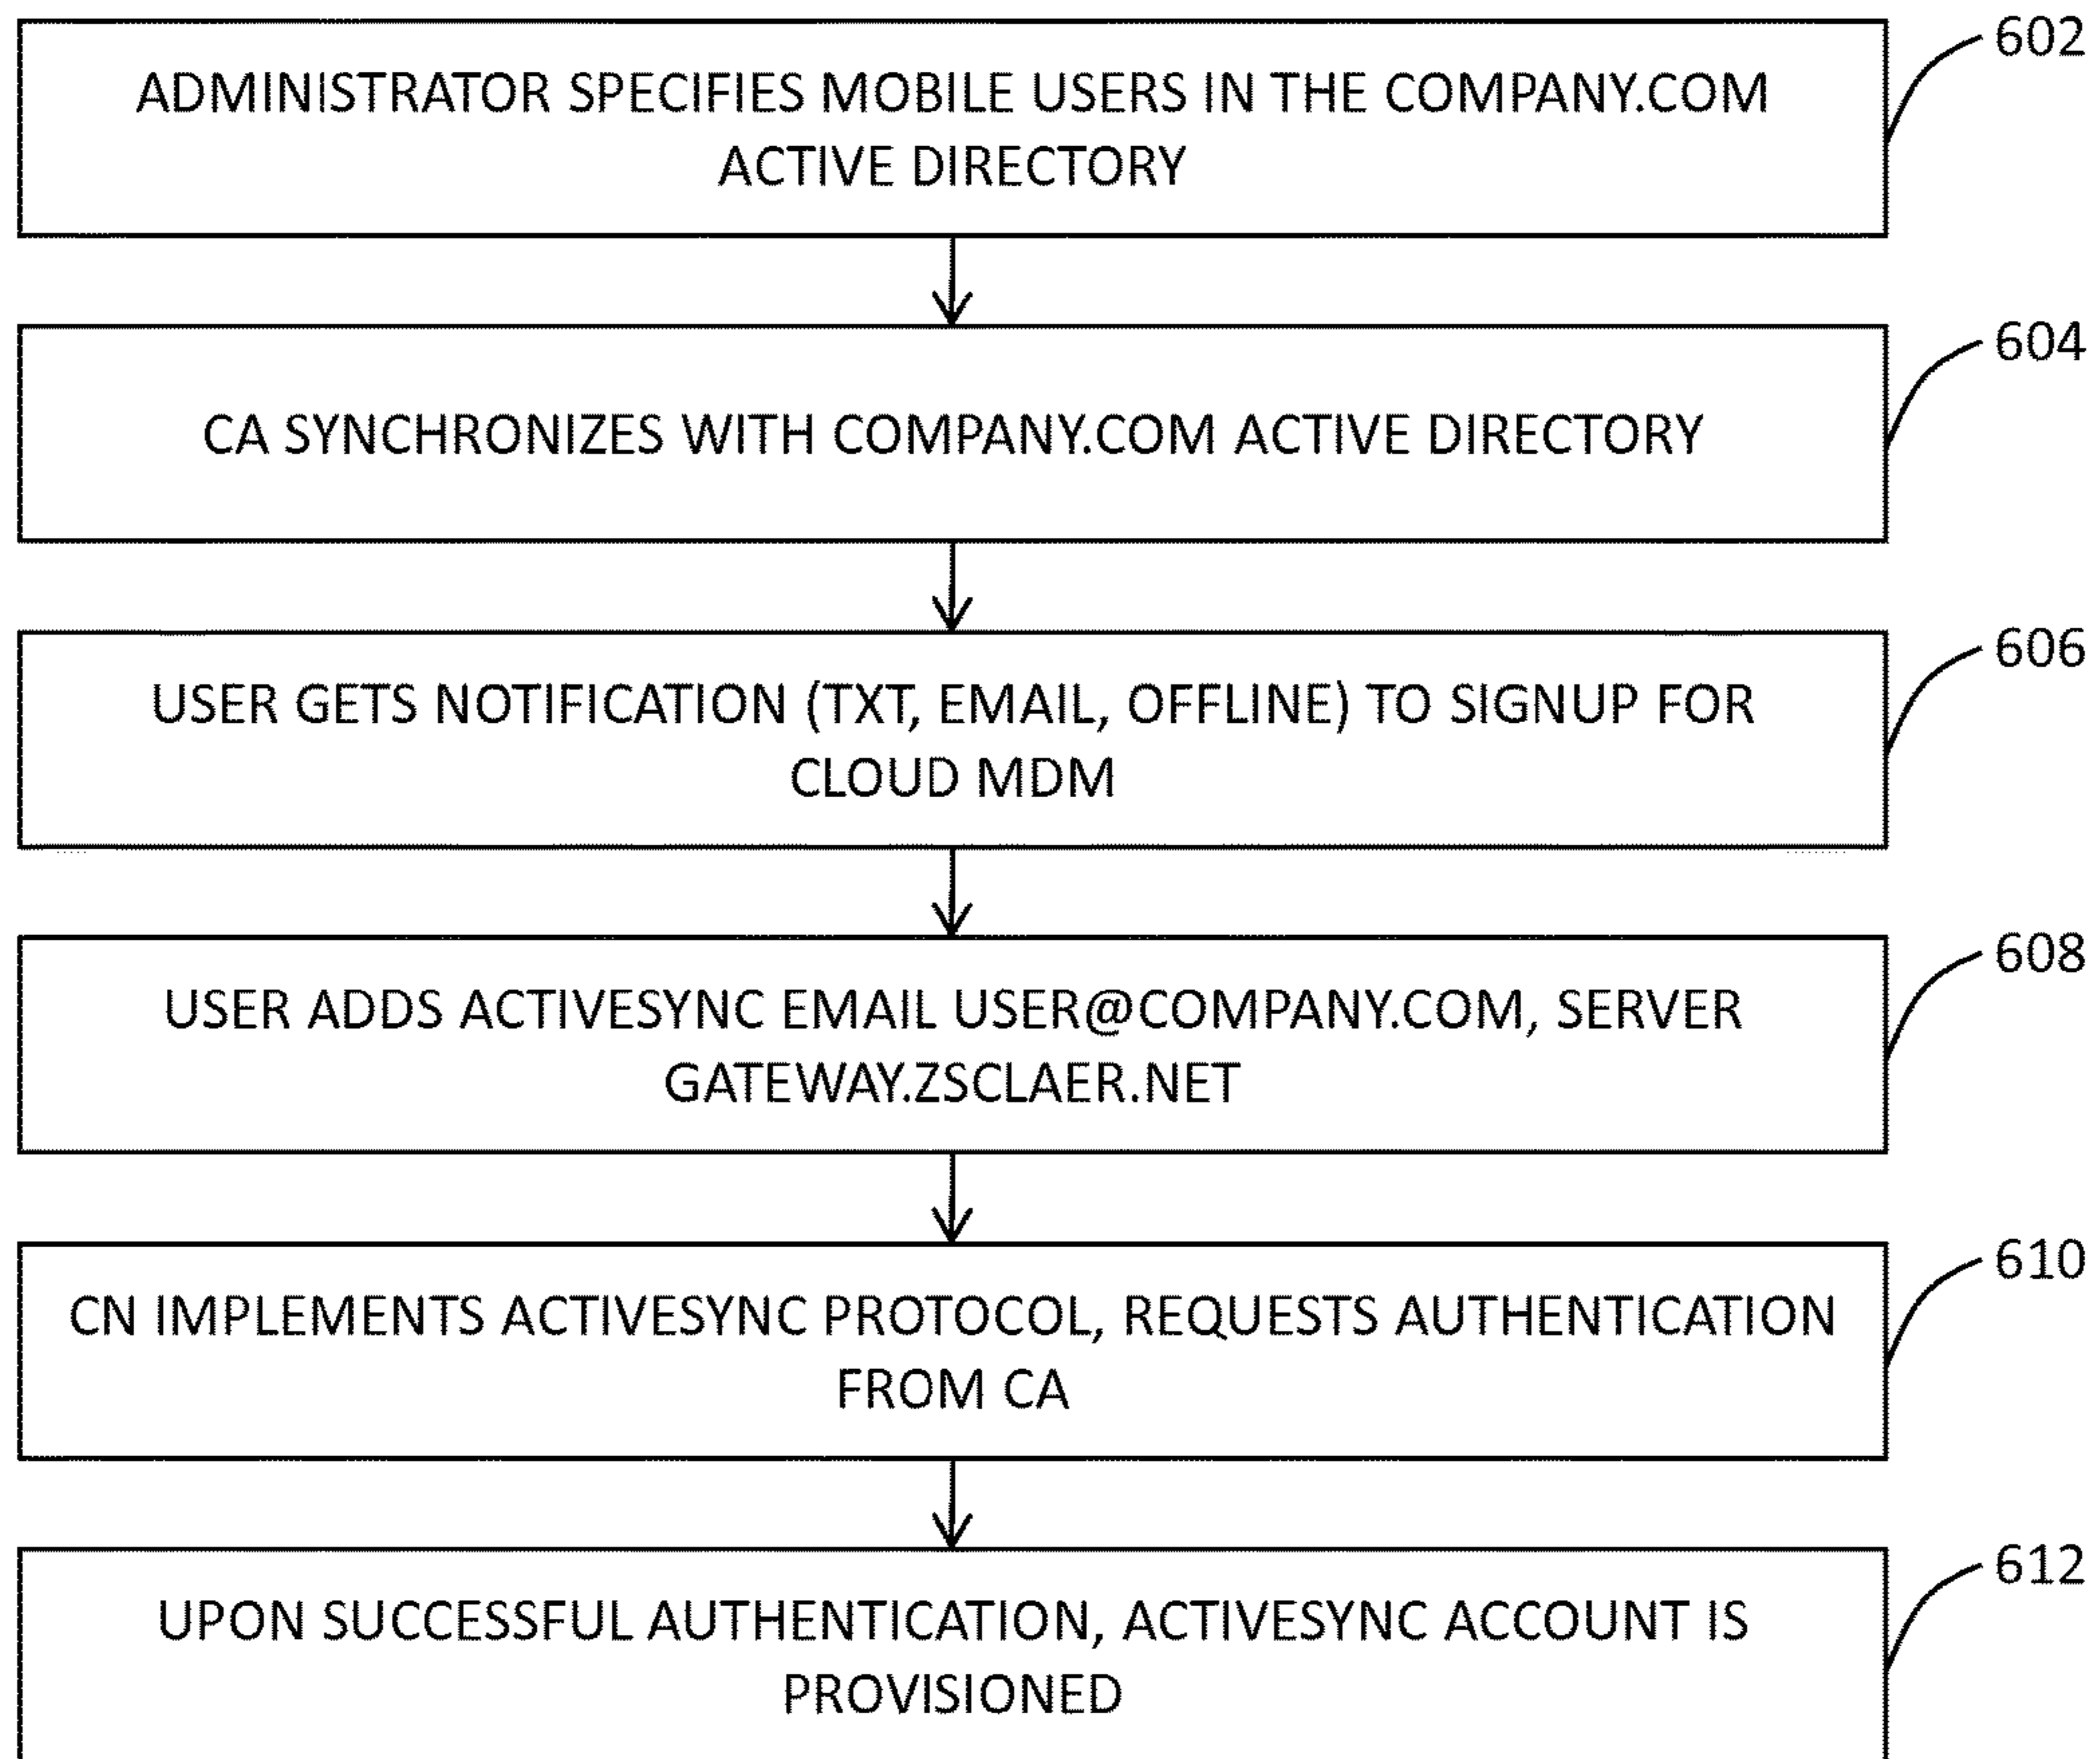 602
ADMINISTRATOR SPECIFIES MOBILE USERS IN THE COMPANY.COM
ACTIVE DIRECTORY
604
CA SYNCHRONIZES WITH COMPANY.COM ACTIVE DIRECTORY
606
USER GETS NOTIFICATION (TXT, EMAIL, OFFLINE) TO SIGNUP FOR
CLOUD MDM
608
USER ADDS ACTIVESYNC EMAIL USER@COMPANY.COM, SERVER
GATEWAY.ZSCLAER.NET
610
CN IMPLEMENTS ACTIVESYNC PROTOCOL, REQUESTS AUTHENTICATION
FROM CA
612
UPON SUCCESSFUL AUTHENTICATION, ACTIVESYNC ACCOUNT IS
PROVISIONED